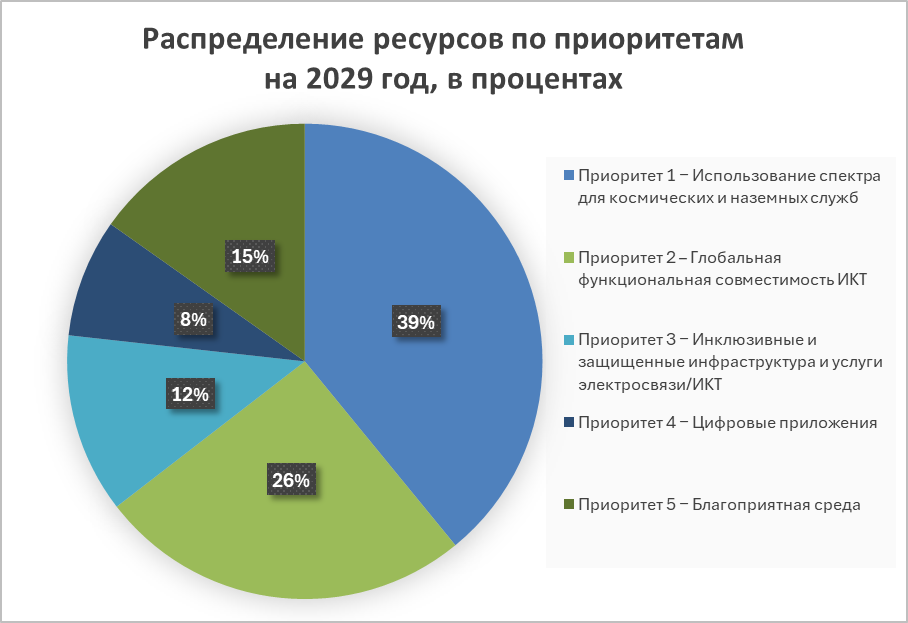 Распределение ресурсов по приоритетам
на 2029 год, в процентах
39%
26%
12%
8%
15%
Приоритет 1 – Использование спектра
для космических и наземных служб
Приоритет 2 – Глобальная
функциональная совместимость ИКТ
Приоритет 3 – Инклюзивные и
защищенные инфраструктура и услуги
электросвязи/ИКТ
Приоритет 4 – Цифровые приложения
Приоритет 5 – Благоприятная среда